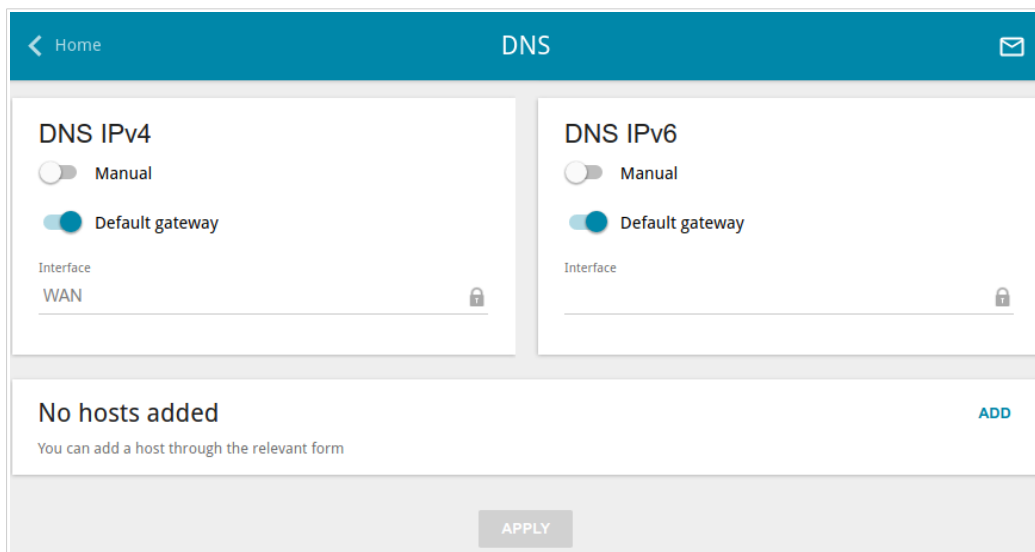 Home
DNS
DNS IPv4
Manual
Default gateway
Interface
WAN
DNS IPv6
Manual
Default gateway
Interface
No hosts added
ADD
You can add a host through the relevant form
APPLY